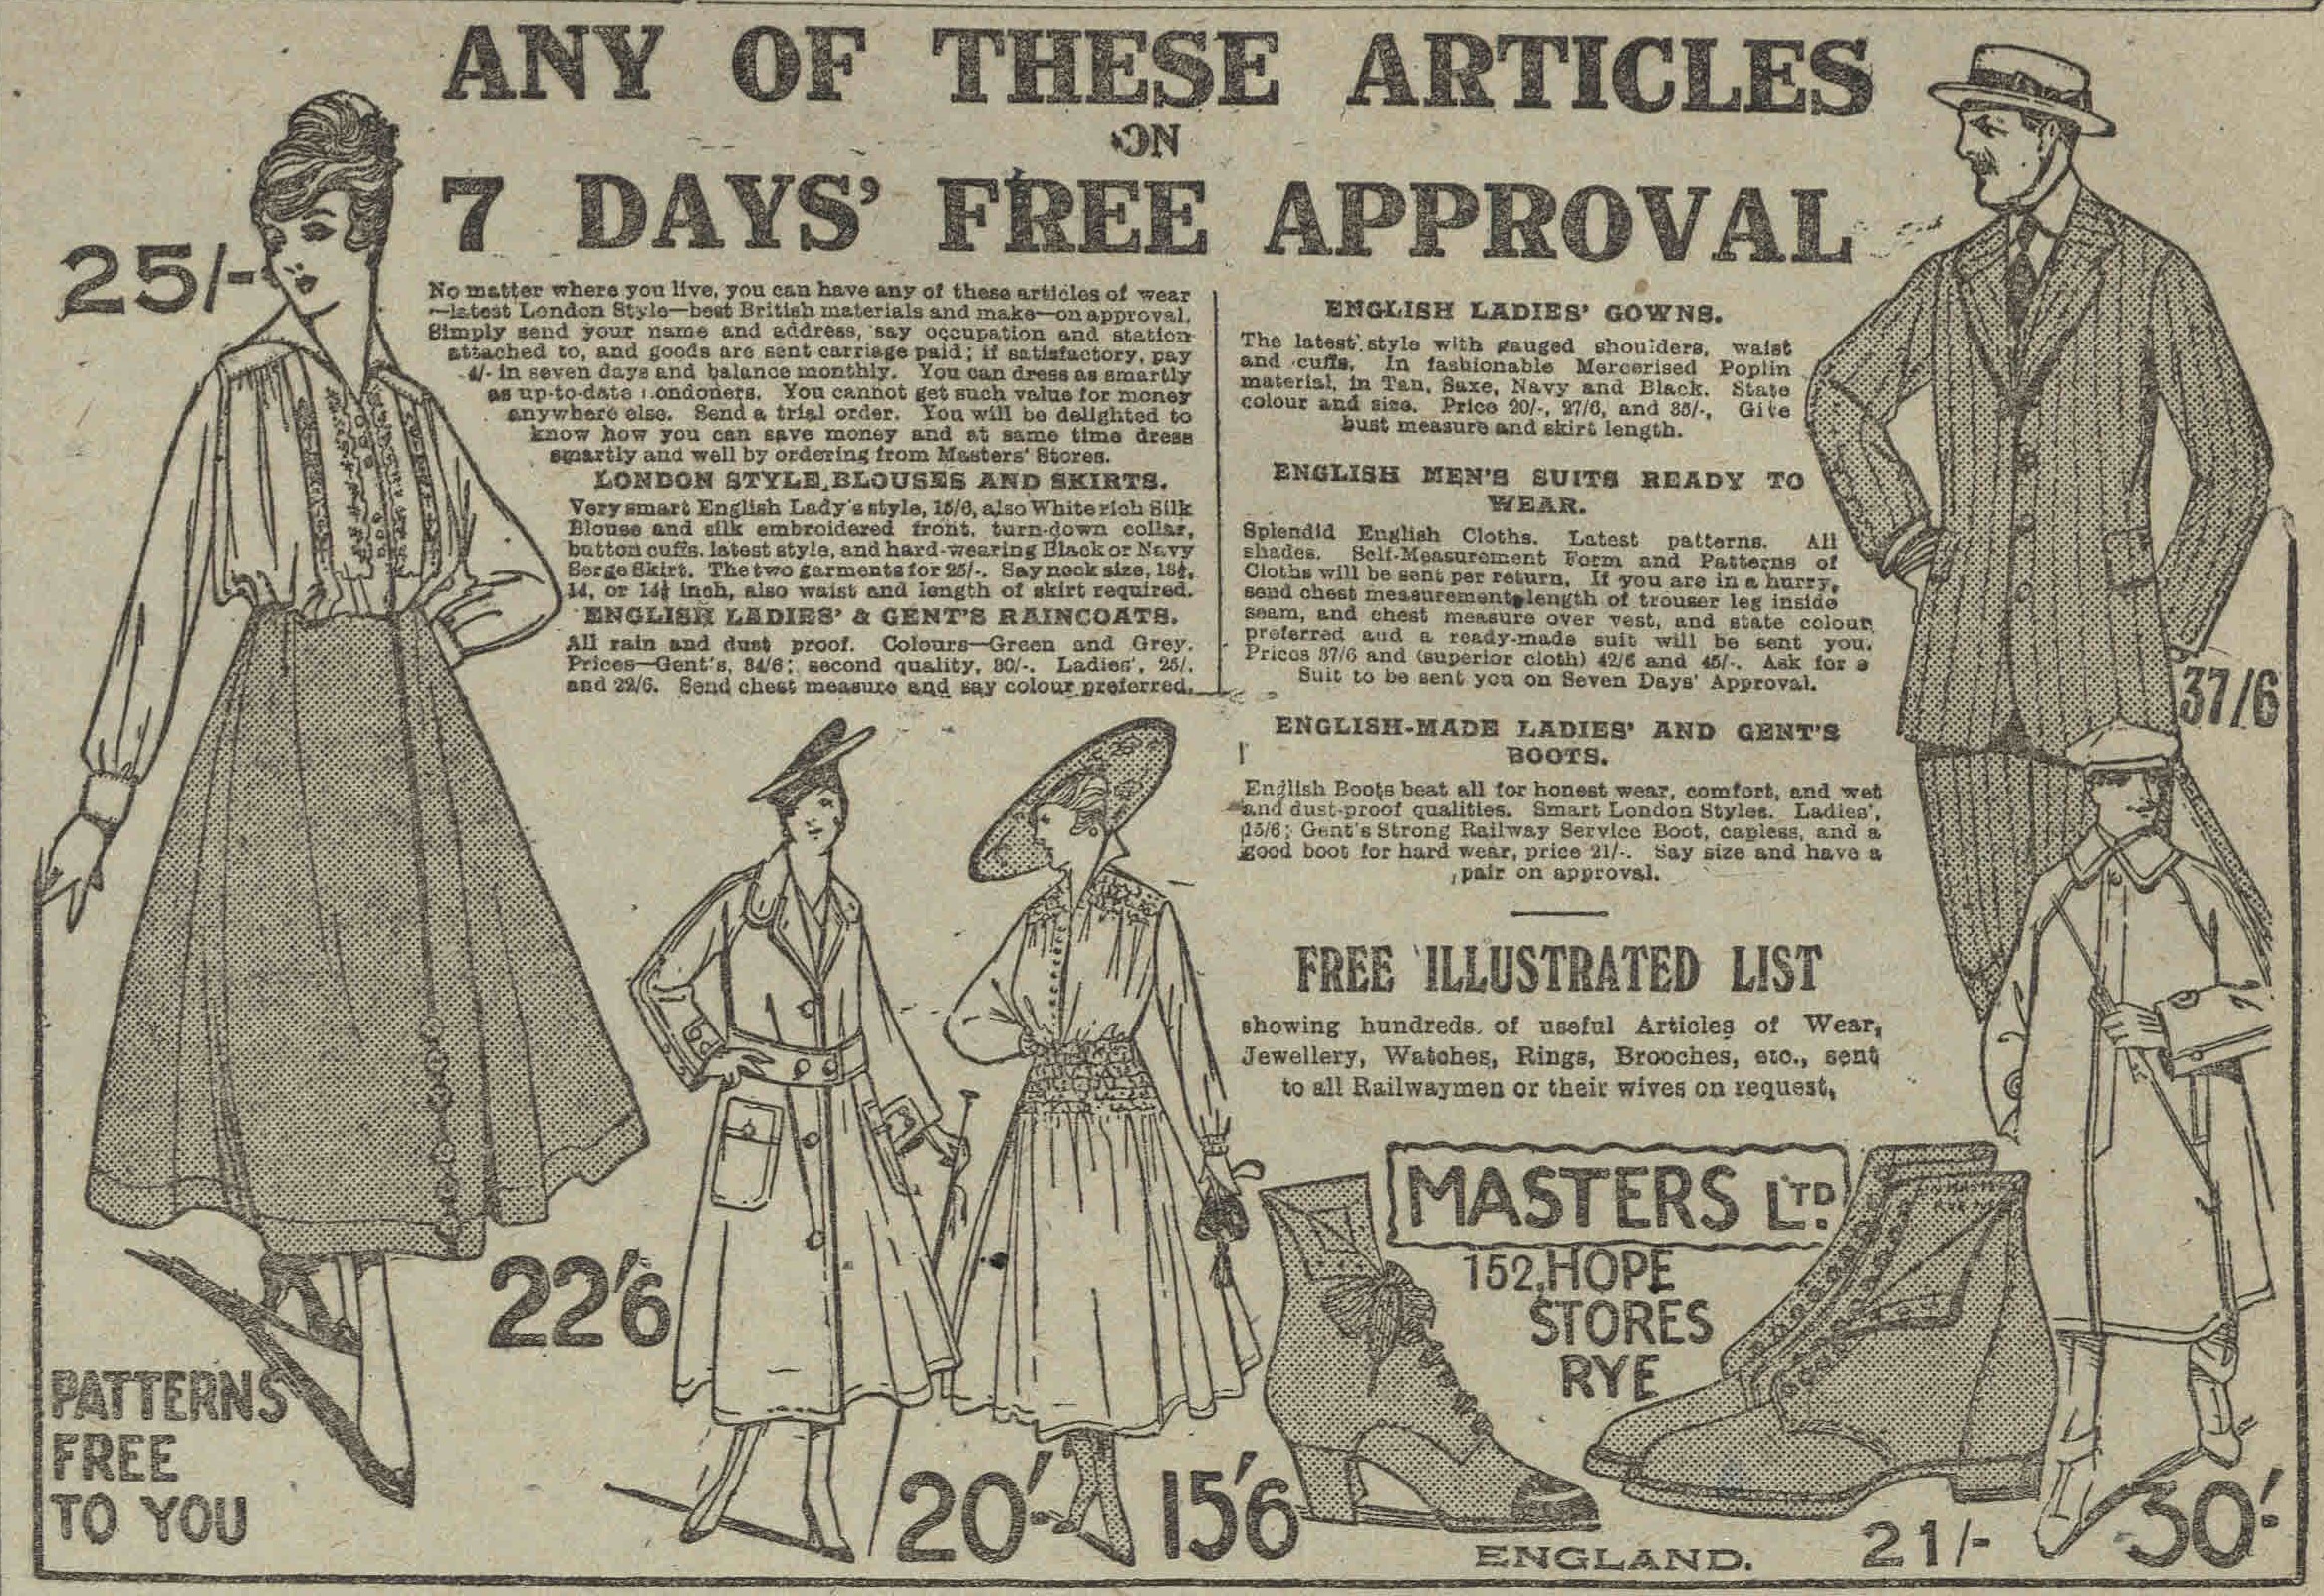 ANY OF THESE ARTICLES
ON
7 DAYS' FREE APPROVAL
25/-
No matter where you live, you can have any of these articles of wear
—latest London Style—best British materials and make—on approval.
Simply send your name and address, say occupation and station
attached to, and goods are sent carriage paid; if satisfactory, pay
4/- in seven days and balance monthly. You can dress as smartly
as up-to-date Londoners. You cannot get such value for money
anywhere else. Send a trial order. You will be delighted to
know how you can save money and at same time dress
smartly and well by ordering from Masters' Stores.
LONDON STYLE BLOUSES AND SKIRTS.
Very smart English Lady's style, 15/6, also White rich Silk
Blouse and silk embroidered front, turn-down collar,
button cuffs, latest style, and hard-wearing Black or Navy
Serge Skirt. The two garments for 25/-. Say neck size, 13½,
14, or 14½ inch, also waist and length of skirt required.
ENGLISH LADIES' & GENT'S RAINCOATS.
All rain and dust proof. Colours—Green and Grey.
Prices—Gent's, 34/6; second quality, 30/-. Ladies', 25/.
and 22/6. Send chest measure and say colour preferred.
ENGLISH LADIES' GOWNS.
The latest style with gauged shoulders, waist
and cuffs. In fashionable Mercerised Poplin
material, in Tan, Saxe, Navy and Black. State
colour and size. Price 20/-, 27/6, and 35/-, Give
bust measure and skirt length.
ENGLISH MEN'S SUITS READY TO
WEAR.
Splendid English Cloths. Latest patterns. All
shades. Self-Measurement Form and Patterns of
Cloths will be sent per return. If you are in a hurry,
send chest measurement, length of trouser leg inside
seam, and chest measure over vest, and state colour
preferred and a ready-made suit will be sent you.
Prices 37/6 and (superior cloth) 42/6 and 45/-. Ask for a
Suit to be sent you on Seven Days' Approval.
37/6
ENGLISH-MADE LADIES' AND GENT'S
BOOTS.
English Boots beat all for honest wear, comfort, and wet
and dust-proof qualities. Smart London Styles. Ladies',
15/6; Gent's Strong Railway Service Boot, capless, and a
good boot for hard wear, price 21/-. Say size and have a
pair on approval.
FREE ILLUSTRATED LIST
showing hundreds of useful Articles of Wear,
Jewellery, Watches, Rings, Brooches, etc., sent
to all Railwaymen or their wives on request,
MASTERS LTD.
152, HOPE
STORES
RYE
22'6
PATTERNS
FREE
TO YOU
20'-
15'6
ENGLAND.
21/-
30'-